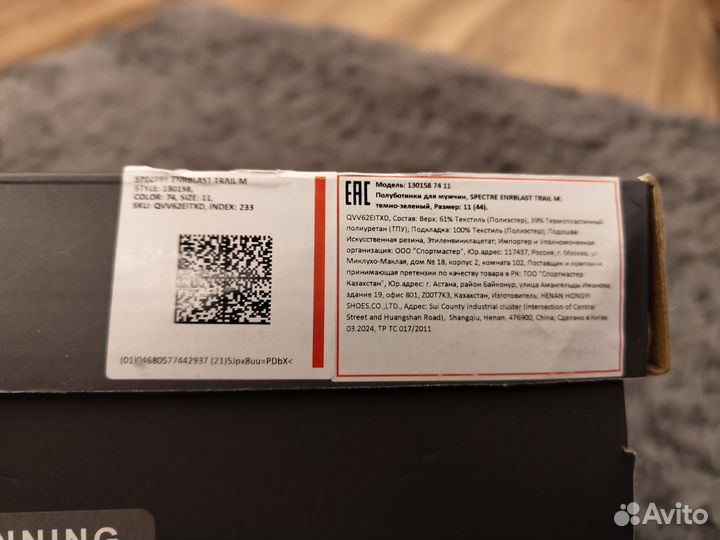 SPECTRE ENRBLAST TRAIL M
STYLE: 130158,
COLOR: 74, SIZE: 11,
SKU: QVV62EITXD, INDEX: 233
(01)04680577442937 (21)5Jpx8uu=PDbX<
EAC
Модель: 130158 74 11
Полуботинки для мужчин, SPECTRE ENRBLAST TRAIL M:
темно-зеленый, Размер: 11 (44).
QVV62EITXD, Состав: Верх: 61% Текстиль (Полиэстер), 39% Термопластичный
полиуретан (ТПУ); Подкладка: 100% Текстиль (Полиэстер); Подошва:
Искусственная резина, Этиленвинилацетат; Импортер и Уполномоченная
организация: ООО "Спортмастер", Юр.адрес: 117437, Россия, г. Москва, ул
Миклухо-Маклая, дом № 18, корпус 2, комната 102, Поставщик и компания
принимающая претензии по качеству товара в РК: ТОО "Спортмастер-
Казахстан", Юр.адрес: г. Астана, район Байконур, улица Амангельды Иманова,
здание 19, офис 801, Z00T7K3, Казахстан, Изготовитель: HENAN HONGYI
SHOES.CO.,LTD., Адрес: Sui County industrial cluster (intersection of Central
Street and Huangshan Road), Shangqiu, Henan, 476900, China; Сделано в Китае
03.2024, ТР ТС 017/2011
NNING
Avito